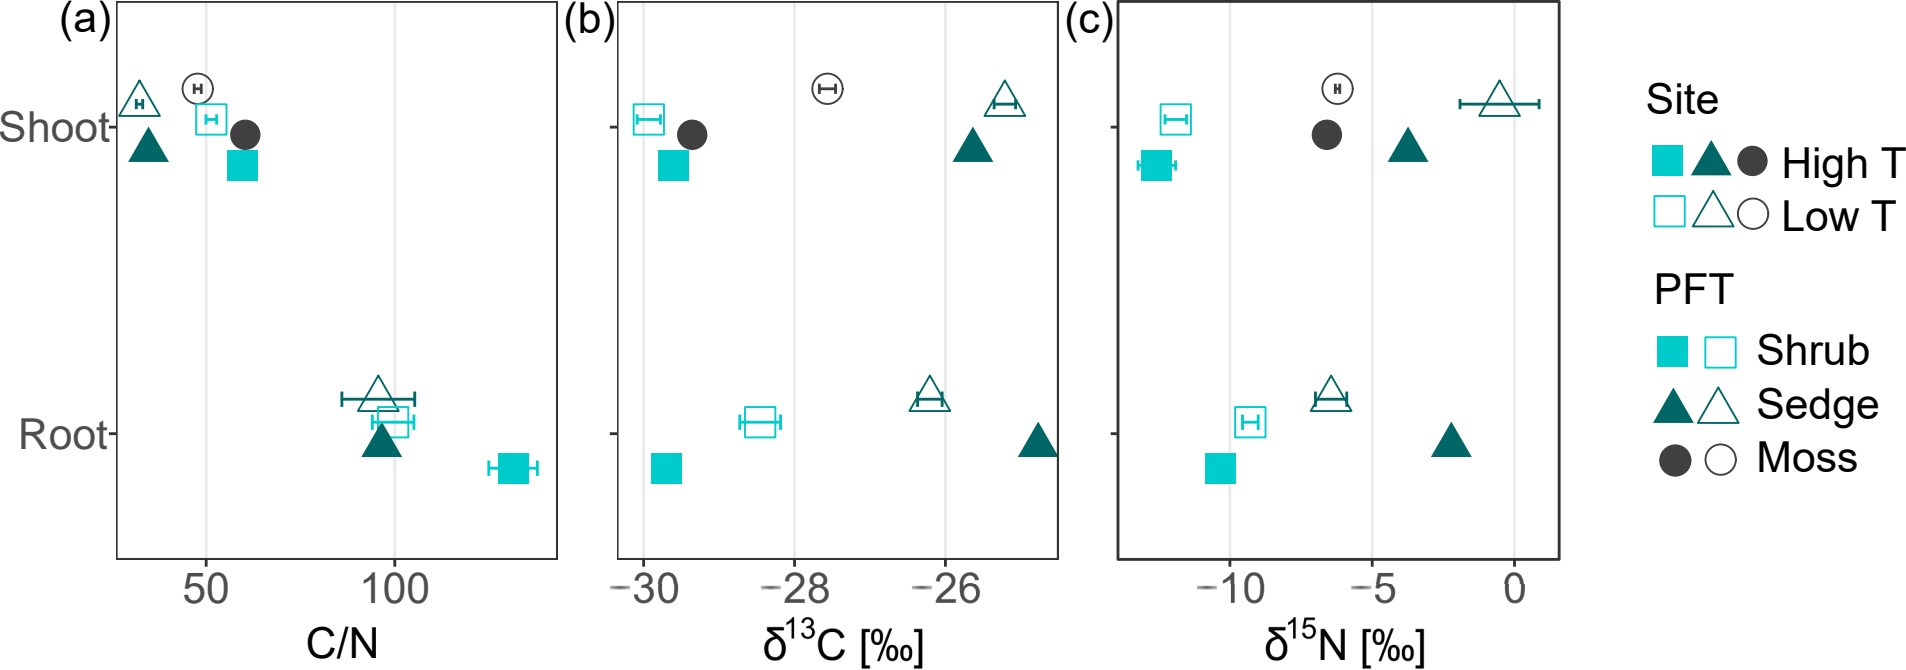 (a)
(b)
(c)
Shoot
Root
50 100
−30 −28 −26
−10 −5 0
C/N
δ¹³C [‰]
δ¹⁵N [‰]
Site
High T
Low T
PFT
Shrub
Sedge
Moss